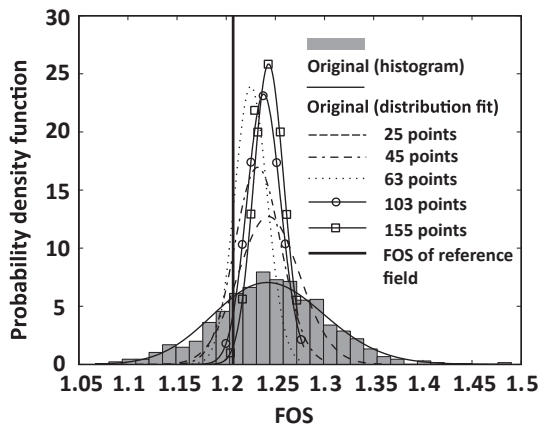 Probability density function
30
25
20
15
10
5
0
Original (histogram)
Original (distribution fit)
25 points
45 points
63 points
103 points
155 points
FOS of reference
field
1.05 1.1 1.15 1.2 1.25 1.3 1.35 1.4 1.45 1.5
FOS